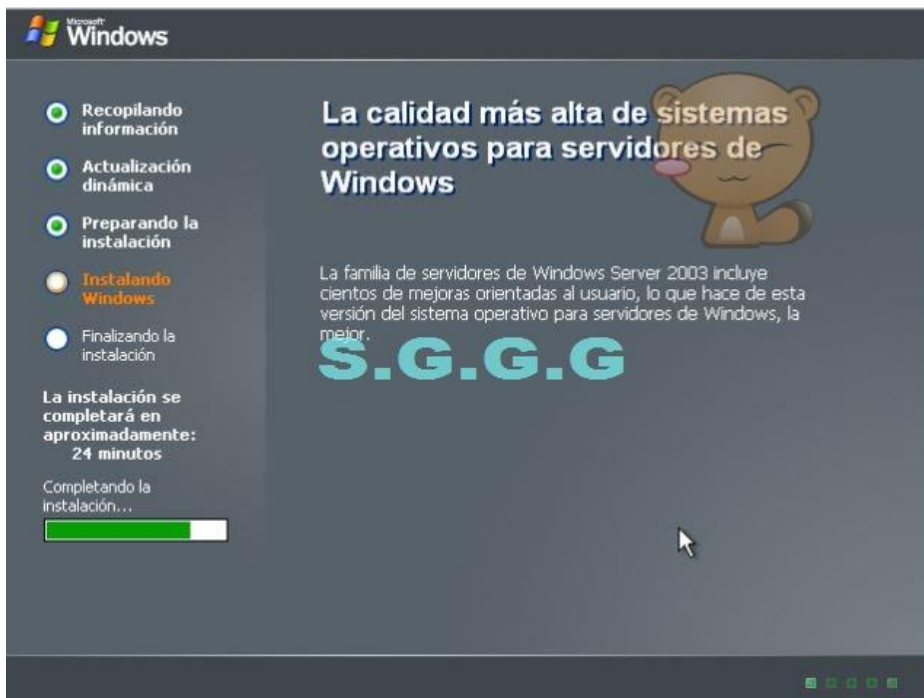 Microsoft
Windows
Recopilando
información
Actualización
dinámica
Preparando la
instalación
Instalando
Windows
Finalizando la
instalación
La instalación se
completará en
aproximadamente:
24 minutos
Completando la
instalación...
La calidad más alta de sistemas
operativos para servidores de
Windows
La familia de servidores de Windows Server 2003 incluye
cientos de mejoras orientadas al usuario, lo que hace de esta
versión del sistema operativo para servidores de Windows, la
mejor.
S.G.G.G